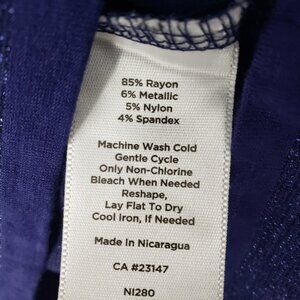 85% Rayon
6% Metallic
5% Nylon
4% Spandex
Machine Wash Cold
Gentle Cycle
Only Non-Chlorine
Bleach When Needed
Reshape,
Lay Flat To Dry
Cool Iron, If Needed
Made In Nicaragua
CA #23147
NI280